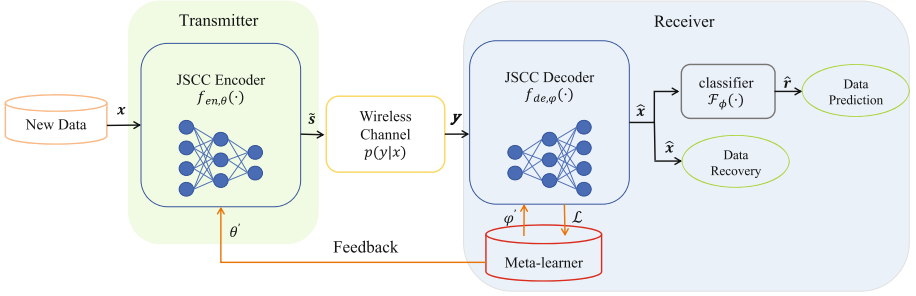 Transmitter
Receiver
JSCC Encoder
f_{en,θ}(·)
JSCC Decoder
f_{de,φ}(·)
New Data
x
s̃
Wireless
Channel
p(y|x)
y
x̂
classifier
ℱ_ϕ(·)
r̂
Data
Prediction
x̂
Data
Recovery
θ'
Feedback
φ'
ℒ
Meta-learner